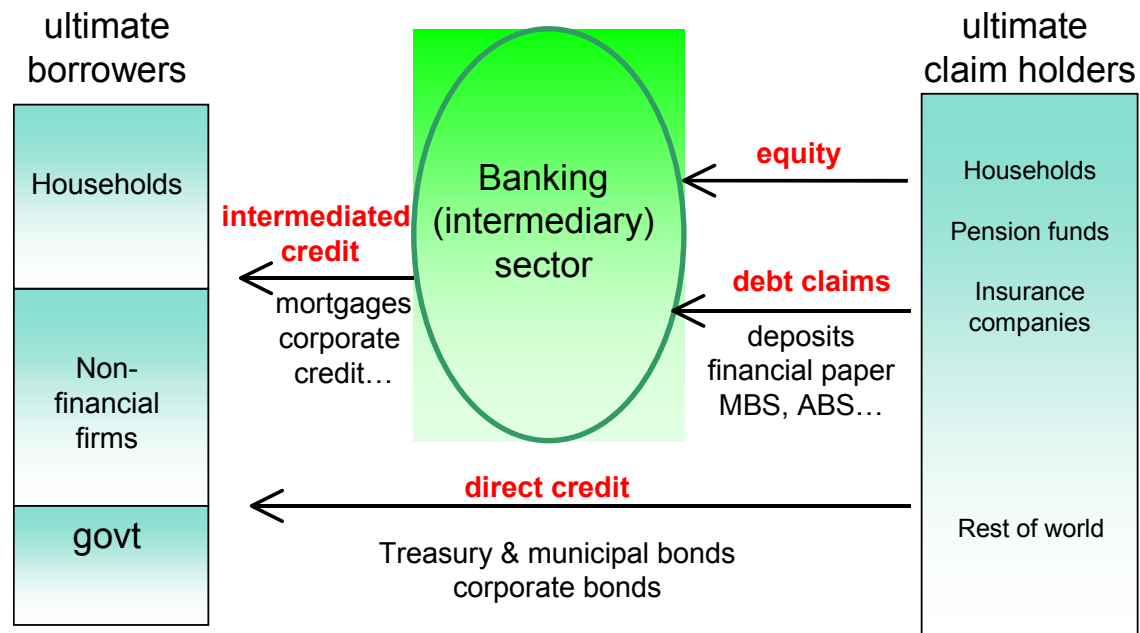 ultimate
borrowers
Households
Non-
financial
firms
govt
intermediated
credit
mortgages
corporate
credit…
Banking
(intermediary)
sector
equity
debt claims
deposits
financial paper
MBS, ABS…
direct credit
Treasury & municipal bonds
corporate bonds
ultimate
claim holders
Households
Pension funds
Insurance
companies
Rest of world